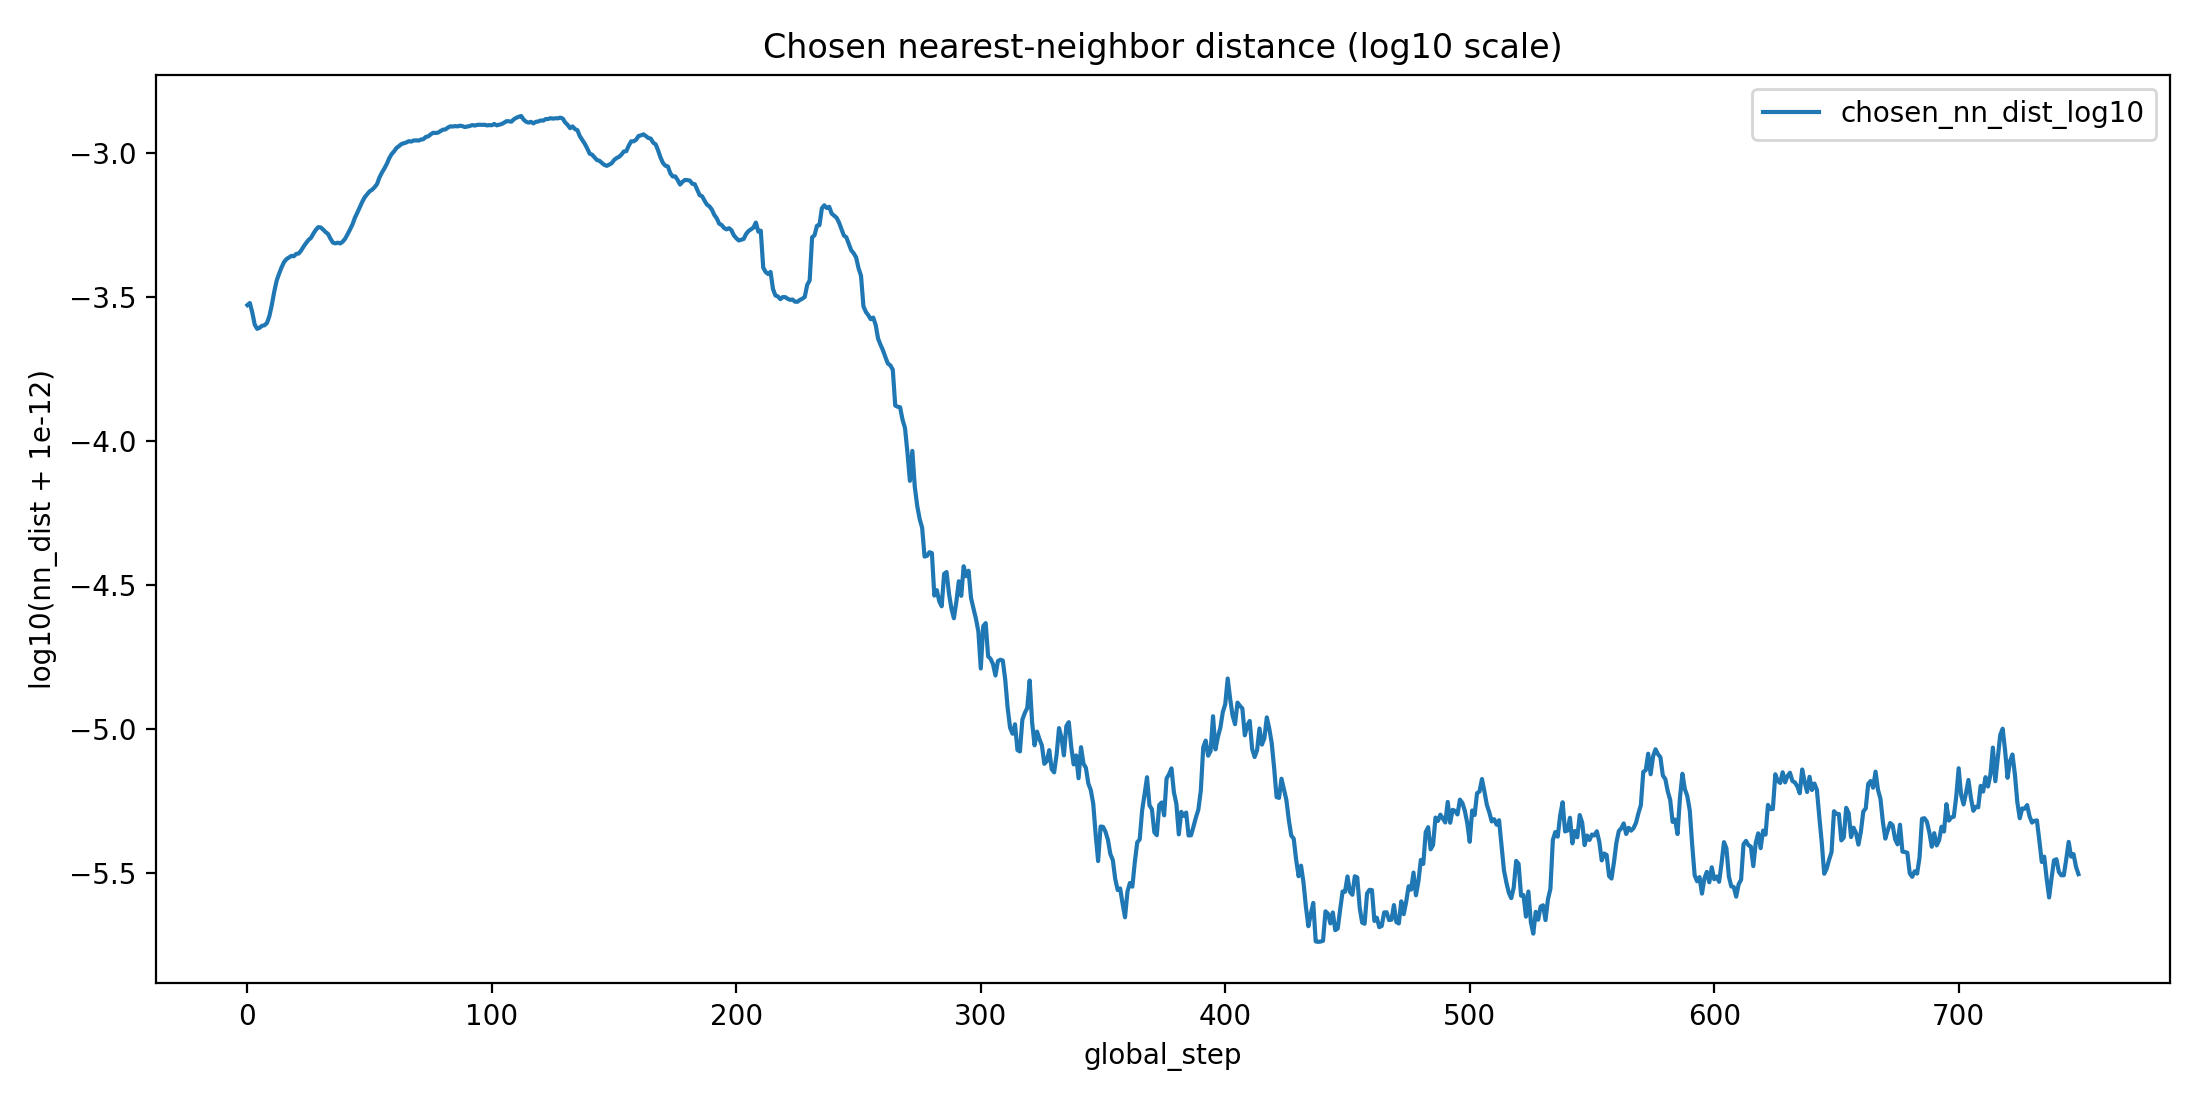 Chosen nearest-neighbor distance (log10 scale)
chosen_nn_dist_log10
log10(nn_dist + 1e-12)
−3.0
−3.5
−4.0
−4.5
−5.0
−5.5
0 100 200 300 400 500 600 700
global_step